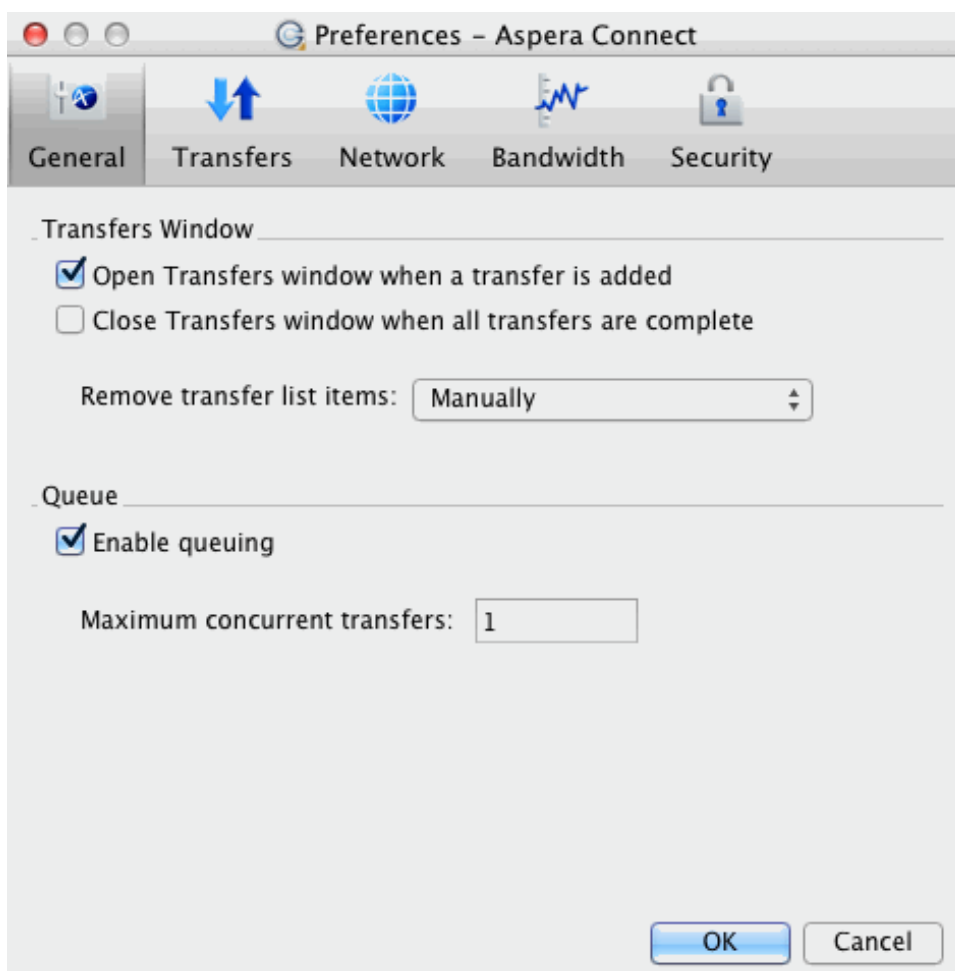 Preferences – Aspera Connect
General Transfers Network Bandwidth Security
Transfers Window
Open Transfers window when a transfer is added
Close Transfers window when all transfers are complete
Remove transfer list items: Manually
Queue
Enable queuing
Maximum concurrent transfers: 1
OK Cancel